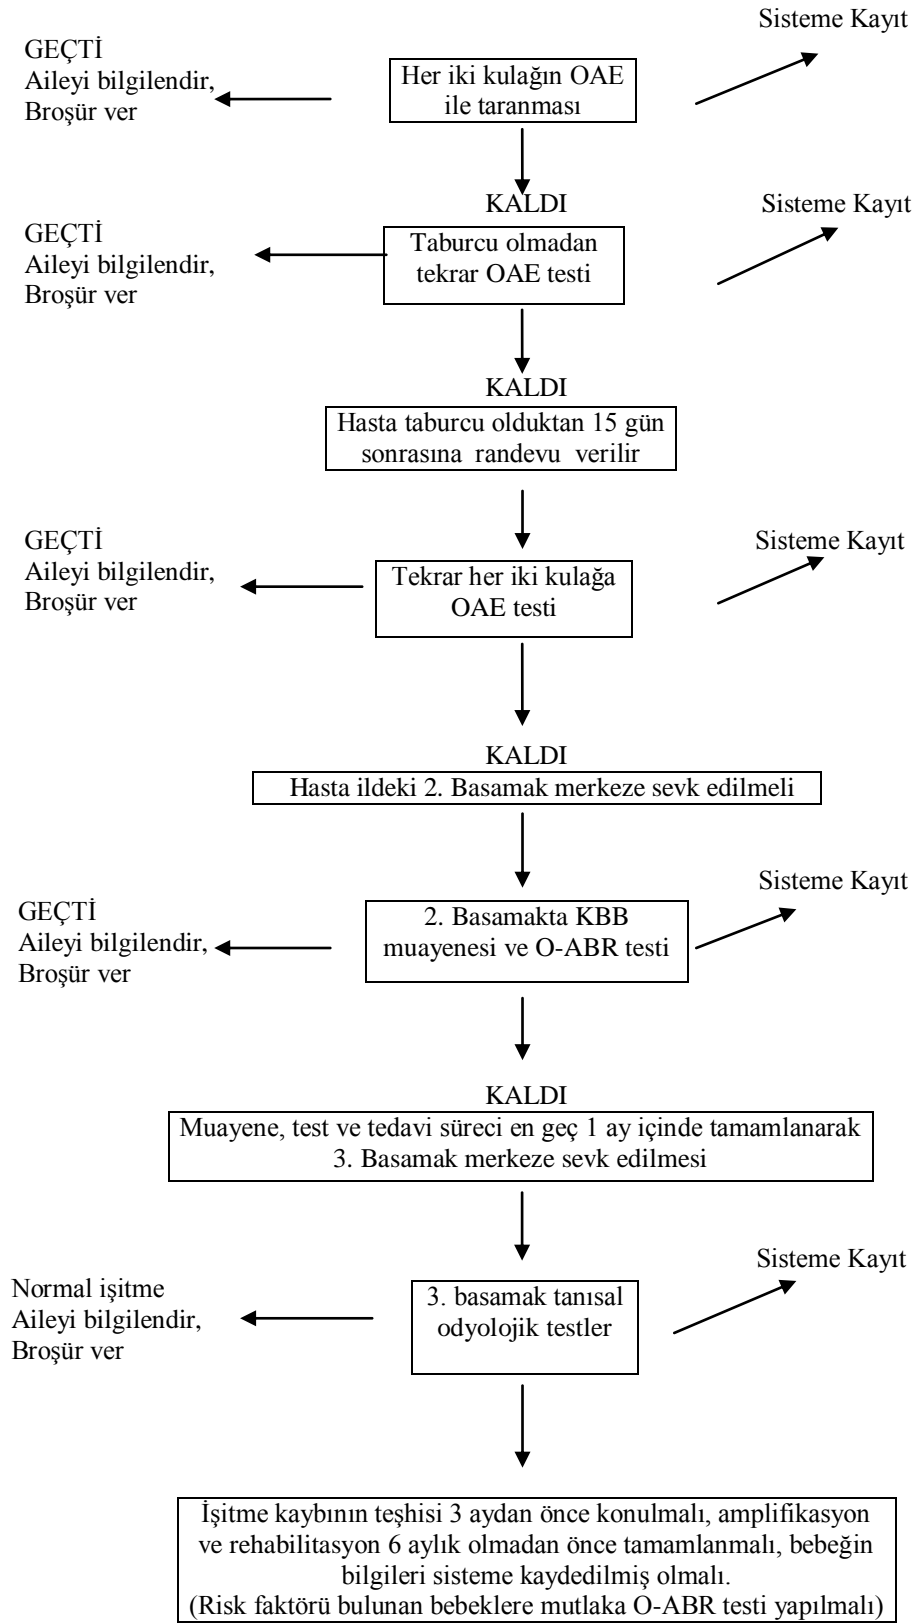 Sisteme Kayıt
GEÇTİ
Aileyi bilgilendir,
Broşür ver
Her iki kulağın OAE
ile taranması
KALDI
Sisteme Kayıt
GEÇTİ
Aileyi bilgilendir,
Broşür ver
Taburcu olmadan
tekrar OAE testi
KALDI
Hasta taburcu olduktan 15 gün
sonrasına randevu verilir
GEÇTİ
Aileyi bilgilendir,
Broşür ver
Sisteme Kayıt
Tekrar her iki kulağa
OAE testi
KALDI
Hasta ildeki 2. Basamak merkeze sevk edilmeli
Sisteme Kayıt
GEÇTİ
Aileyi bilgilendir,
Broşür ver
2. Basamakta KBB
muayenesi ve O-ABR testi
KALDI
Muayene, test ve tedavi süreci en geç 1 ay içinde tamamlanarak
3. Basamak merkeze sevk edilmesi
Sisteme Kayıt
Normal işitme
Aileyi bilgilendir,
Broşür ver
3. basamak tanısal
odyolojik testler
İşitme kaybının teşhisi 3 aydan önce konulmalı, amplifikasyon
ve rehabilitasyon 6 aylık olmadan önce tamamlanmalı, bebeğin
bilgileri sisteme kaydedilmiş olmalı.
(Risk faktörü bulunan bebeklere mutlaka O-ABR testi yapılmalı)